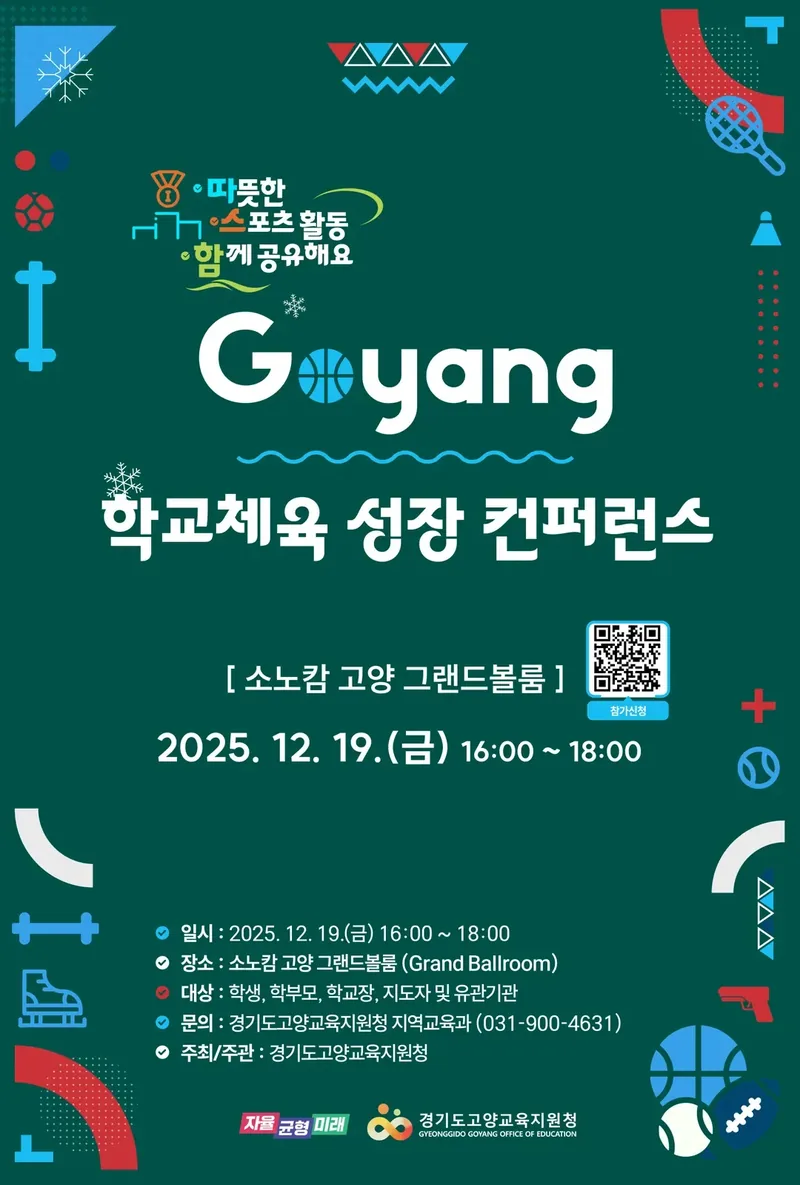 따뜻한
스포츠 활동
함께 공유해요
Goyang
학교체육 성장 컨퍼런스
[ 소노캄 고양 그랜드볼룸 ]
참가신청
2025. 12. 19.(금) 16:00 ~ 18:00
일시 : 2025. 12. 19.(금) 16:00 ~ 18:00
장소 : 소노캄 고양 그랜드볼룸 (Grand Ballroom)
대상 : 학생, 학부모, 학교장, 지도자 및 유관기관
문의 : 경기도고양교육지원청 지역교육과 (031-900-4631)
주최/주관 : 경기도고양교육지원청
자율 균형 미래
경기도고양교육지원청
GYEONGGIDO GOYANG OFFICE OF EDUCATION